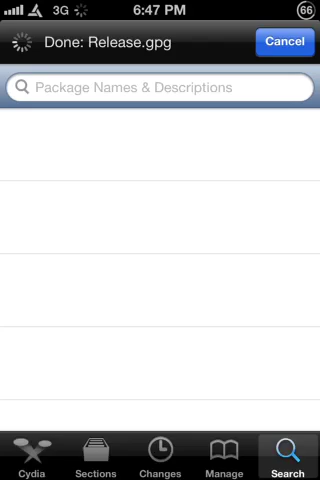 3G 6:47 PM 66
Done: Release.gpg Cancel
Package Names & Descriptions
Cydia Sections Changes Manage Search